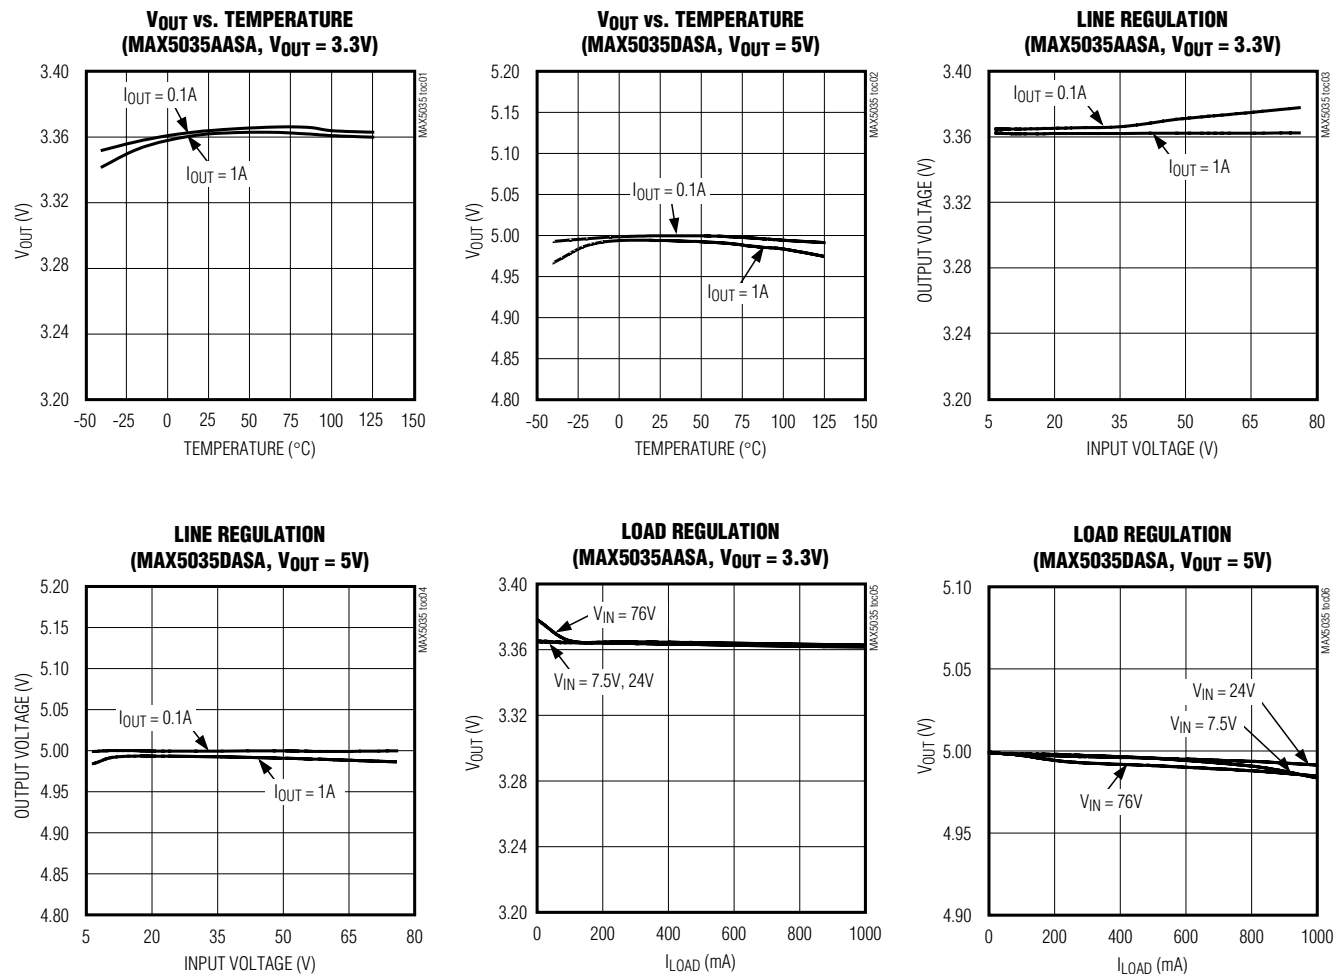 VOUT vs. TEMPERATURE
(MAX5035AASA, VOUT = 3.3V)
3.40
3.36
3.32
3.28
3.24
3.20
VOUT (V)
IOUT = 0.1A
IOUT = 1A
-50 -25 0 25 50 75 100 125 150
TEMPERATURE (°C)
MAX5035 toc01
VOUT vs. TEMPERATURE
(MAX5035DASA, VOUT = 5V)
5.20
5.15
5.10
5.05
5.00
4.95
4.90
4.85
4.80
VOUT (V)
IOUT = 0.1A
IOUT = 1A
-50 -25 0 25 50 75 100 125 150
TEMPERATURE (°C)
MAX5035 toc02
LINE REGULATION
(MAX5035AASA, VOUT = 3.3V)
3.40
3.36
3.32
3.28
3.24
3.20
OUTPUT VOLTAGE (V)
IOUT = 0.1A
IOUT = 1A
5 20 35 50 65 80
INPUT VOLTAGE (V)
MAX5035 toc03
LINE REGULATION
(MAX5035DASA, VOUT = 5V)
5.20
5.15
5.10
5.05
5.00
4.95
4.90
4.85
4.80
OUTPUT VOLTAGE (V)
IOUT = 0.1A
IOUT = 1A
5 20 35 50 65 80
INPUT VOLTAGE (V)
MAX5035 toc04
LOAD REGULATION
(MAX5035AASA, VOUT = 3.3V)
3.40
3.36
3.32
3.28
3.24
3.20
VOUT (V)
VIN = 76V
VIN = 7.5V, 24V
0 200 400 600 800 1000
ILOAD (mA)
MAX5035 toc05
LOAD REGULATION
(MAX5035DASA, VOUT = 5V)
5.10
5.05
5.00
4.95
4.90
VOUT (V)
VIN = 24V
VIN = 7.5V
VIN = 76V
0 200 400 600 800 1000
ILOAD (mA)
MAX5035 toc06